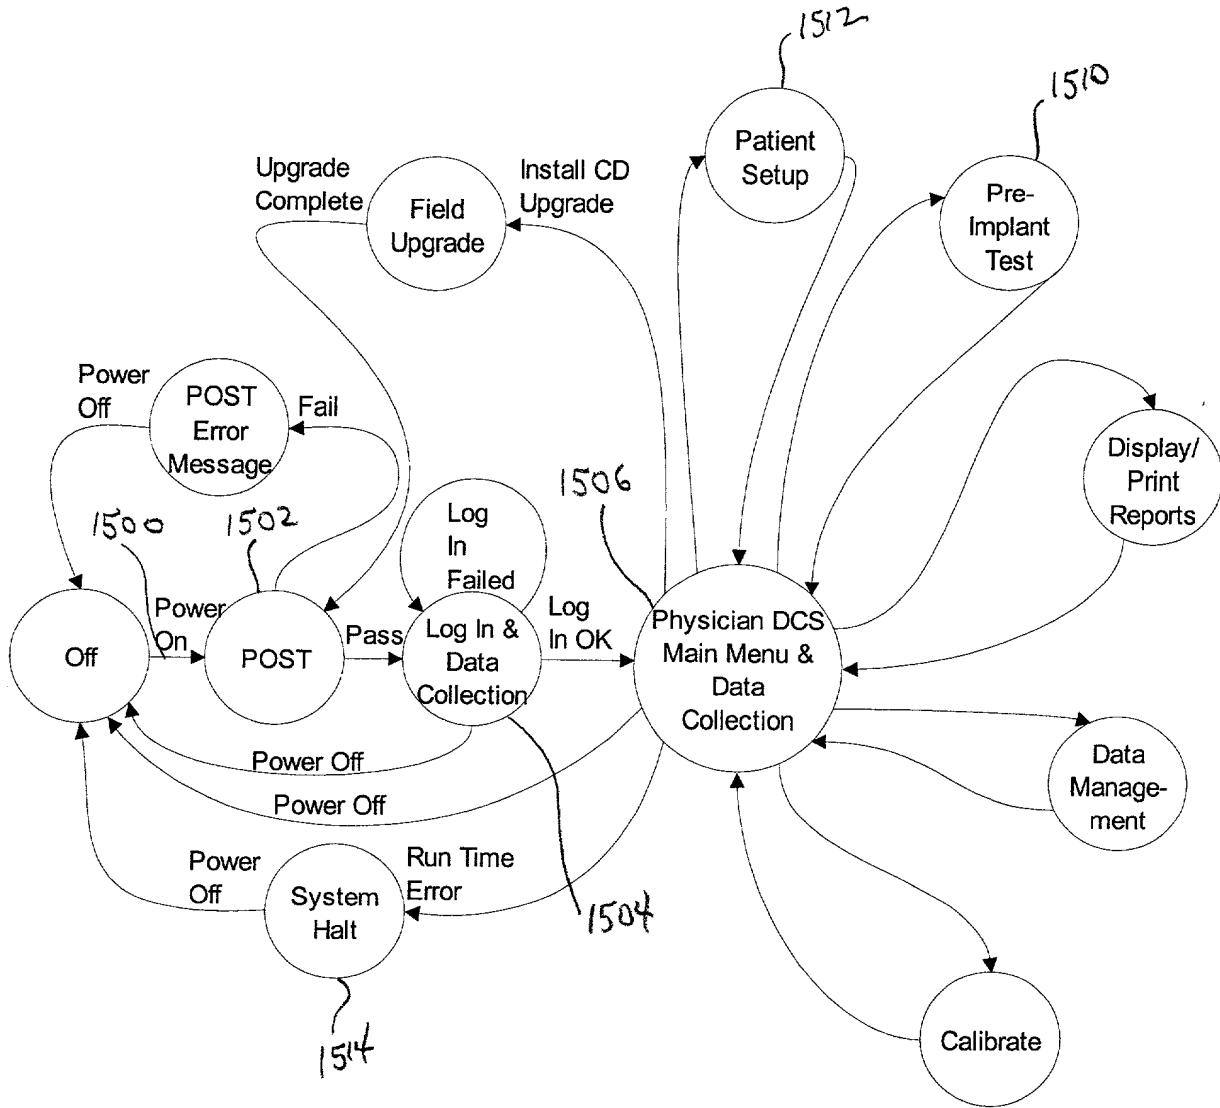 1512
1510
Patient
Setup
Pre-
Implant
Test
Upgrade
Complete
Field
Upgrade
Install CD
Upgrade
Power
Off
POST
Error
Message
Fail
Display/
Print
Reports
1506
1500
1502
Log
In
Failed
Off
Power
On
POST
Pass
Log In &
Data
Collection
Log
In OK
Physician DCS
Main Menu &
Data
Collection
Power Off
Power Off
Data
Manage-
ment
Power
Off
System
Halt
Run Time
Error
1504
1514
Calibrate